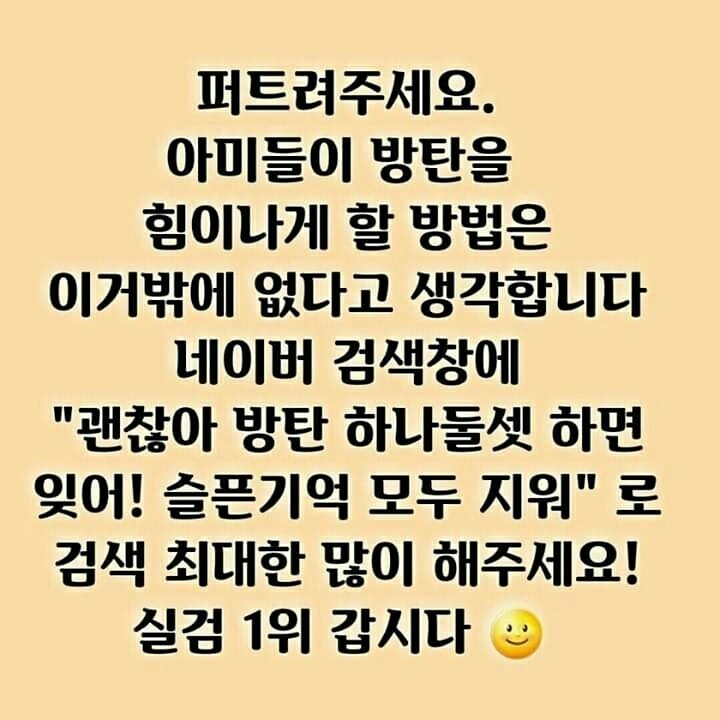 퍼트려주세요.
아미들이 방탄을
힘이나게 할 방법은
이거밖에 없다고 생각합니다
네이버 검색창에
"괜찮아 방탄 하나둘셋 하면
잊어! 슬픈기억 모두 지워" 로
검색 최대한 많이 해주세요!
실검 1위 갑시다 🌝